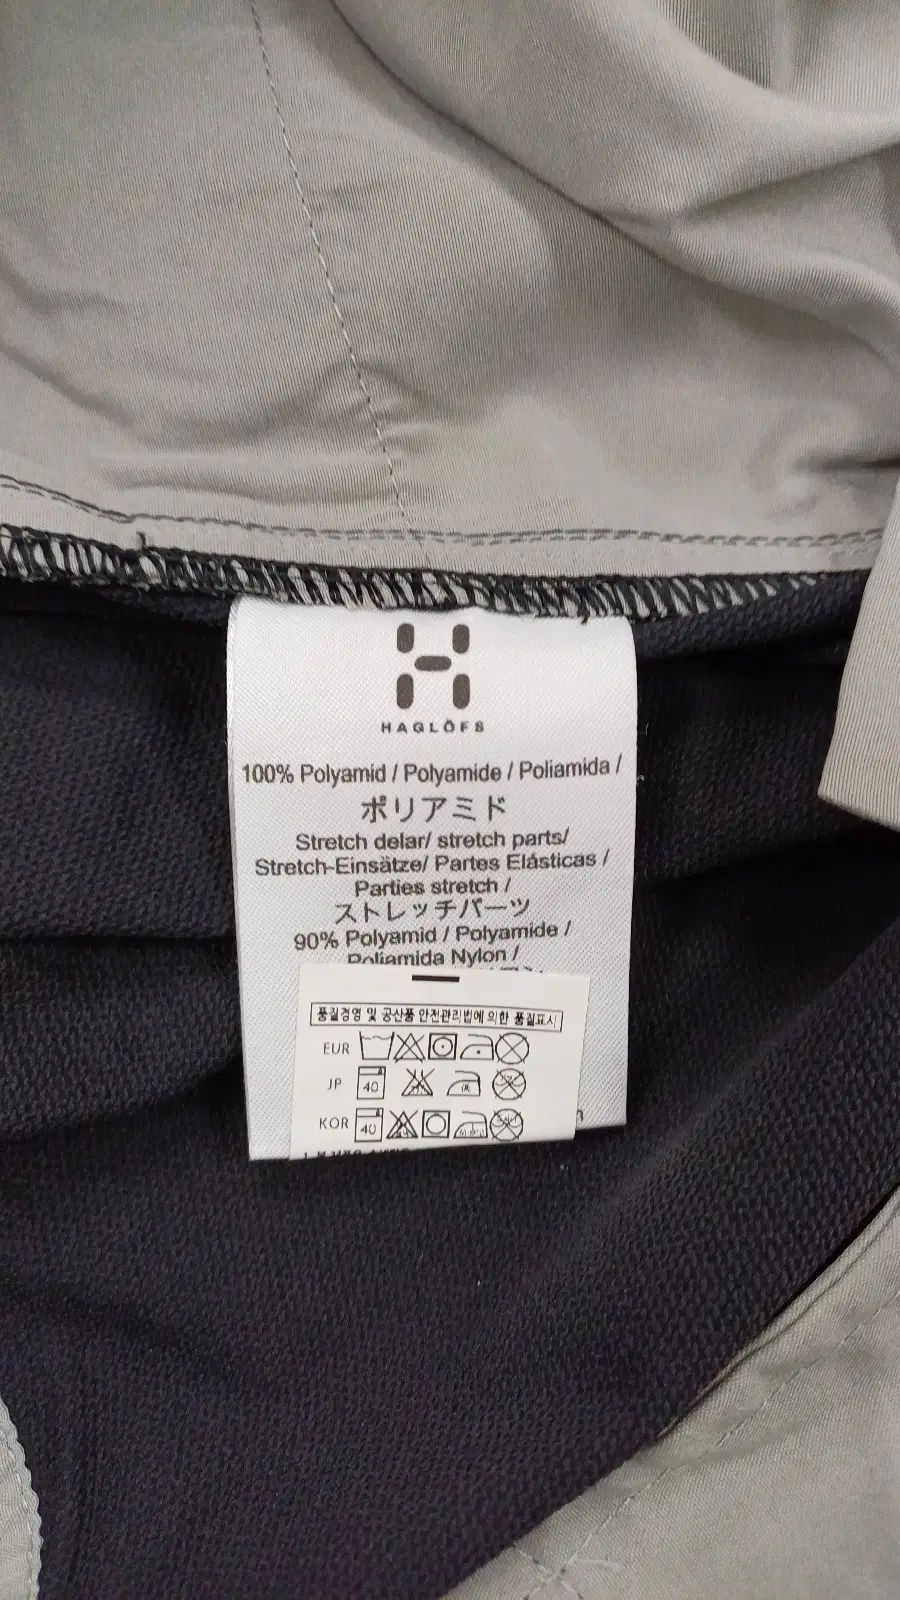 HAGLÖFS
100% Polyamid / Polyamide / Poliamida /
ポリアミド
Stretch delar/ stretch parts/
Stretch-Einsätze/ Partes Elásticas /
Parties stretch /
ストレッチパーツ
90% Polyamid / Polyamide /
Poliamida Nylon /
품질경영 및 공산품 안전관리법에 의한 품질표시
EUR
JP 40
KOR 40